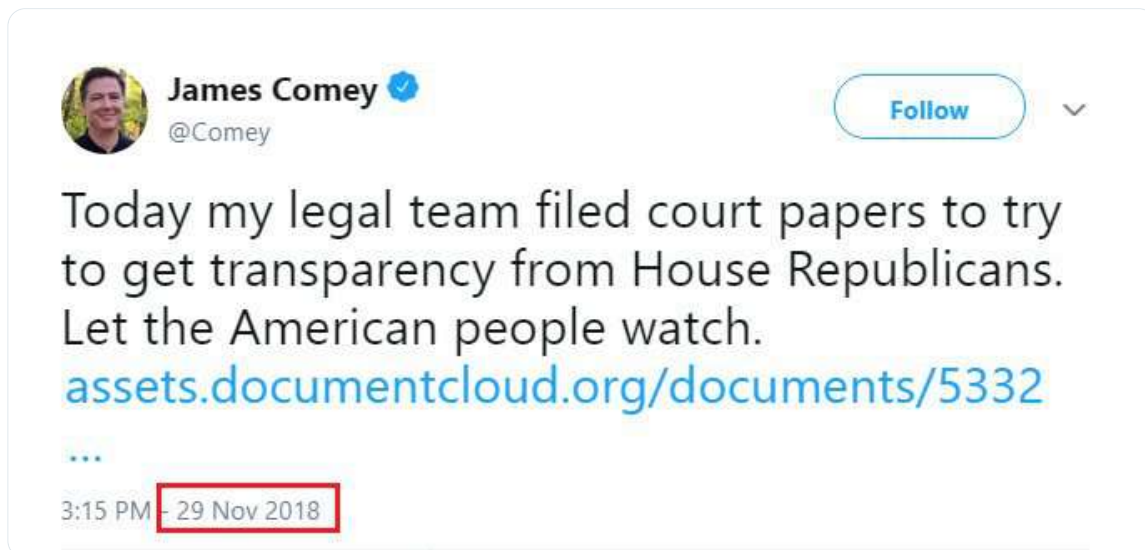 James Comey
@Comey
Follow
Today my legal team filed court papers to try
to get transparency from House Republicans.
Let the American people watch.
assets.documentcloud.org/documents/5332
...
3:15 PM - 29 Nov 2018